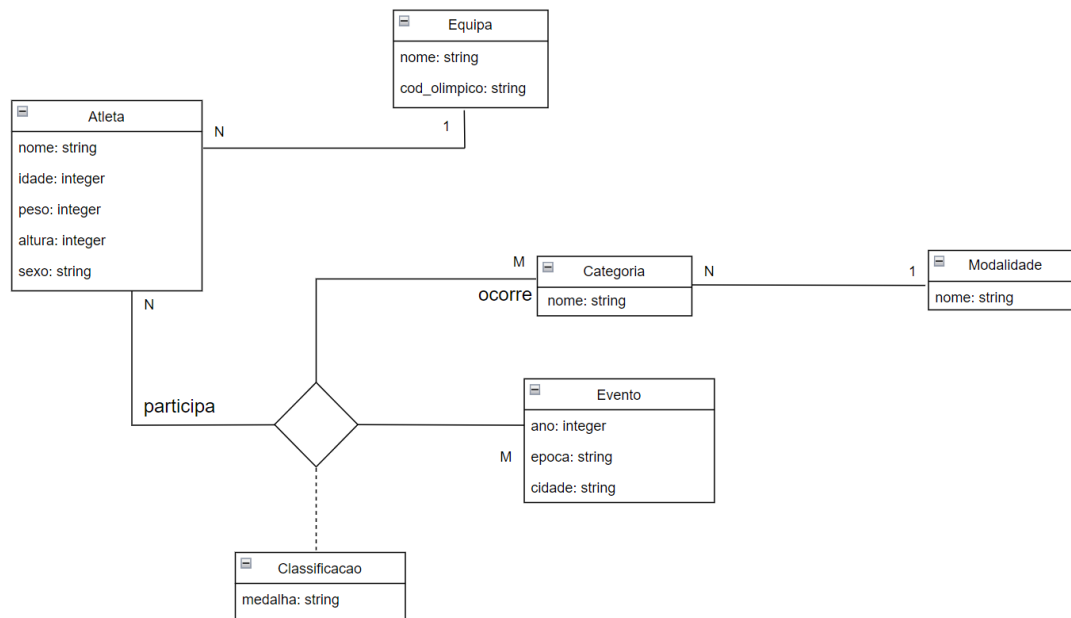 Equipa
nome: string
cod_olimpico: string
1
Atleta
nome: string
idade: integer
peso: integer
altura: integer
sexo: string
N
N
participa
M
ocorre
Categoria
nome: string
N
1
Modalidade
nome: string
Evento
ano: integer
epoca: string
cidade: string
M
Classificacao
medalha: string